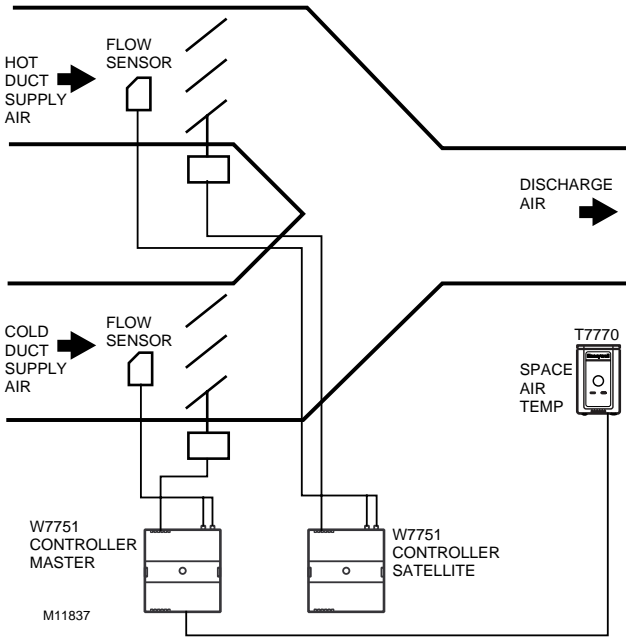 HOT
DUCT
SUPPLY
AIR
FLOW
SENSOR
DISCHARGE
AIR
COLD
DUCT
SUPPLY
AIR
FLOW
SENSOR
T7770
Honeywell
SPACE
AIR
TEMP
W7751
CONTROLLER
MASTER
W7751
CONTROLLER
SATELLITE
M11837